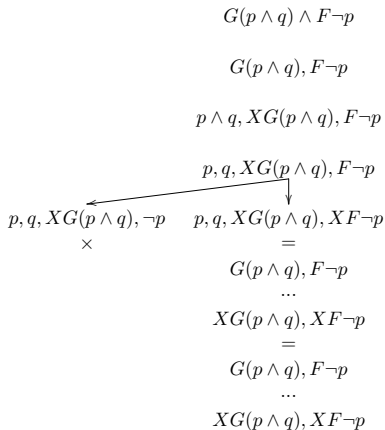 G(p ∧ q) ∧ F¬p
G(p ∧ q), F¬p
p ∧ q, XG(p ∧ q), F¬p
p, q, XG(p ∧ q), F¬p
p, q, XG(p ∧ q), ¬p p, q, XG(p ∧ q), XF¬p
× =
G(p ∧ q), F¬p
...
XG(p ∧ q), XF¬p
=
G(p ∧ q), F¬p
...
XG(p ∧ q), XF¬p